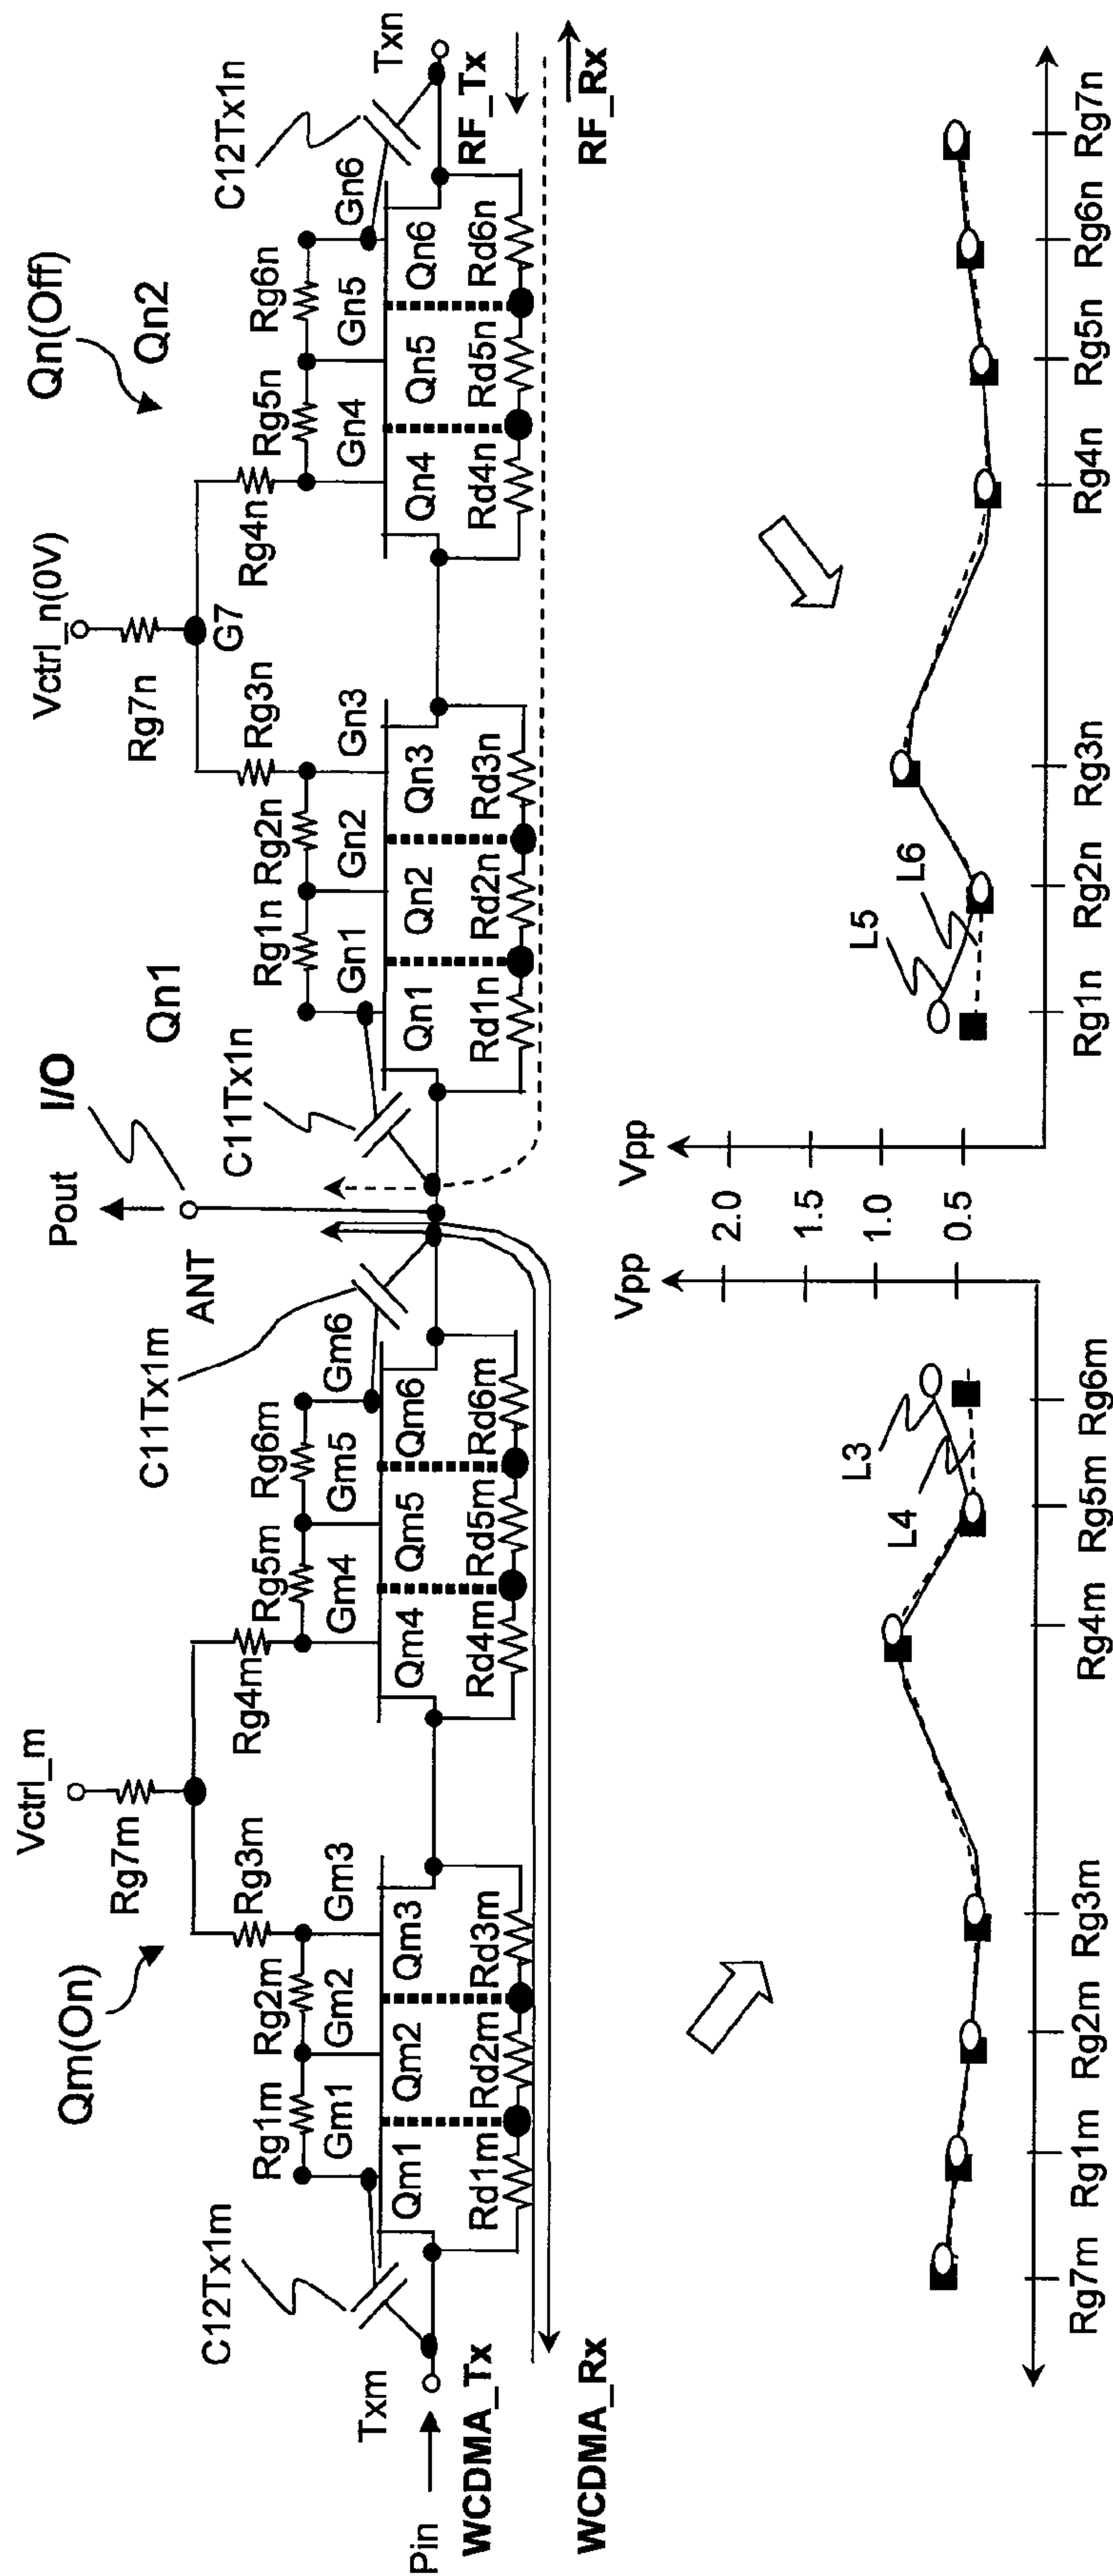 Qm(On)
Vctrl_m
Rg7m
Rg3m
Rg4m
Rg1m
Rg2m
Rg5m
Rg6m
Gm1
Gm2
Gm3
Gm4
Gm5
Gm6
C12Tx1m
C11Tx1m
Qm1
Qm2
Qm3
Qm4
Qm5
Qm6
Rd1m
Rd2m
Rd3m
Rd4m
Rd5m
Rd6m
Txm
Pin
WCDMA_Tx
WCDMA_Rx
Pout
I/O
ANT
Qn1
Vctrl_n(0V)
Qn(Off)
Qn2
Rg7n
G7
Rg3n
Rg4n
Rg1n
Rg2n
Rg5n
Rg6n
Gn1
Gn2
Gn3
Gn4
Gn5
Gn6
C11Tx1n
C12Tx1n
Qn1
Qn2
Qn3
Qn4
Qn5
Qn6
Rd1n
Rd2n
Rd3n
Rd4n
Rd5n
Rd6n
Txn
RF_Tx
RF_Rx
Vpp
Vpp
2.0
1.5
1.0
0.5
L3
L4
L5
L6
Rg7m
Rg1m
Rg2m
Rg3m
Rg4m
Rg5m
Rg6m
Rg1n
Rg2n
Rg3n
Rg4n
Rg5n
Rg6n
Rg7n